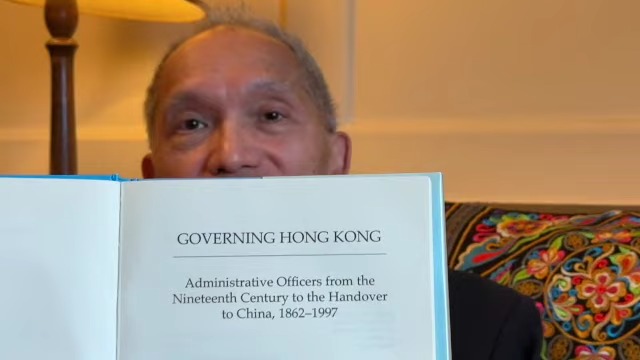 GOVERNING HONG KONG
Administrative Officers from the
Nineteenth Century to the Handover
to China, 1862–1997